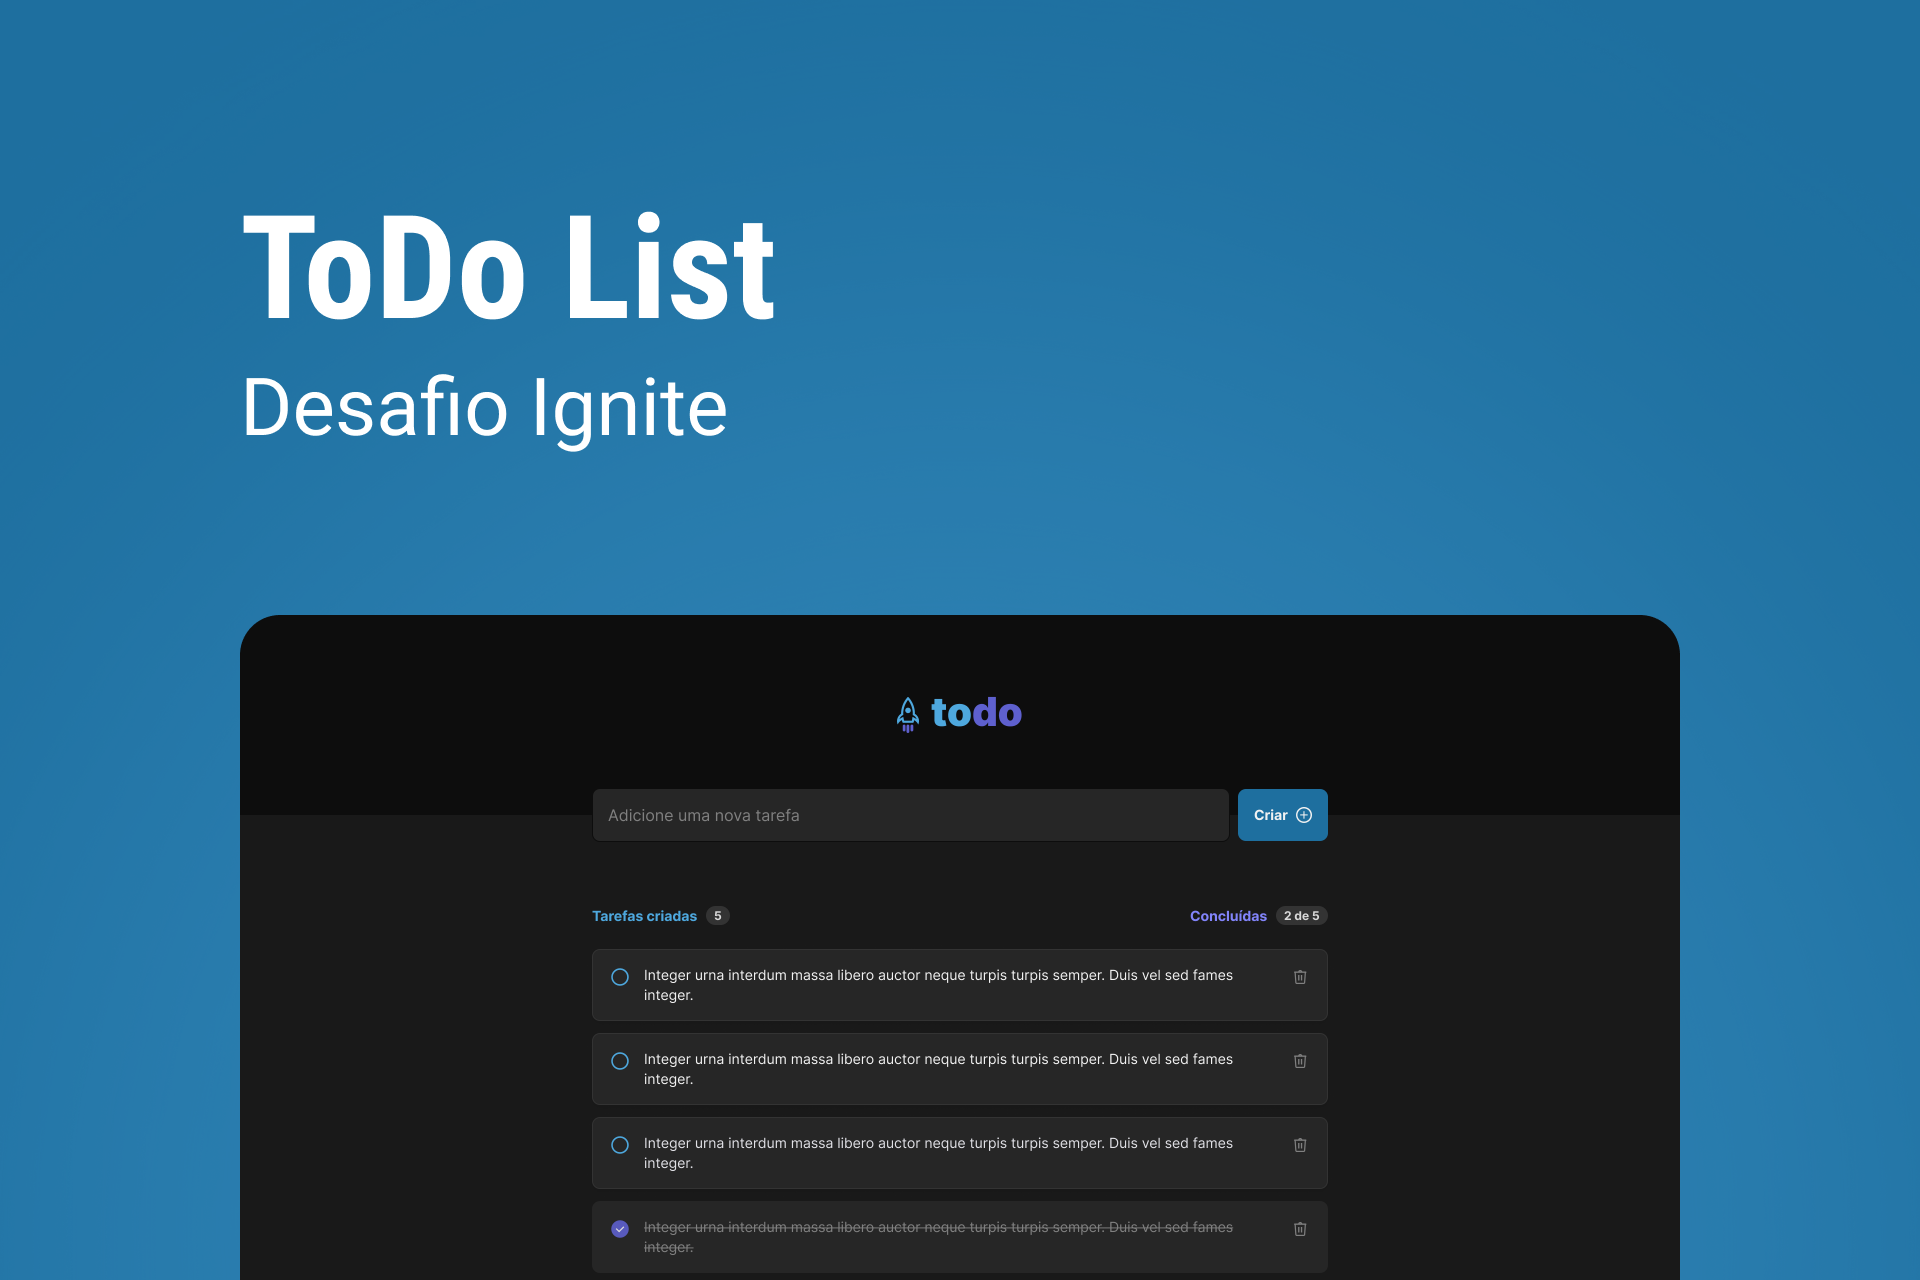 ToDo List
Desafio Ignite
todo
Adicione uma nova tarefa
Criar
Tarefas criadas 5
Concluídas 2 de 5
Integer urna interdum massa libero auctor neque turpis turpis semper. Duis vel sed fames
integer.
Integer urna interdum massa libero auctor neque turpis turpis semper. Duis vel sed fames
integer.
Integer urna interdum massa libero auctor neque turpis turpis semper. Duis vel sed fames
integer.
Integer urna interdum massa libero auctor neque turpis turpis semper. Duis vel sed fames
integer.